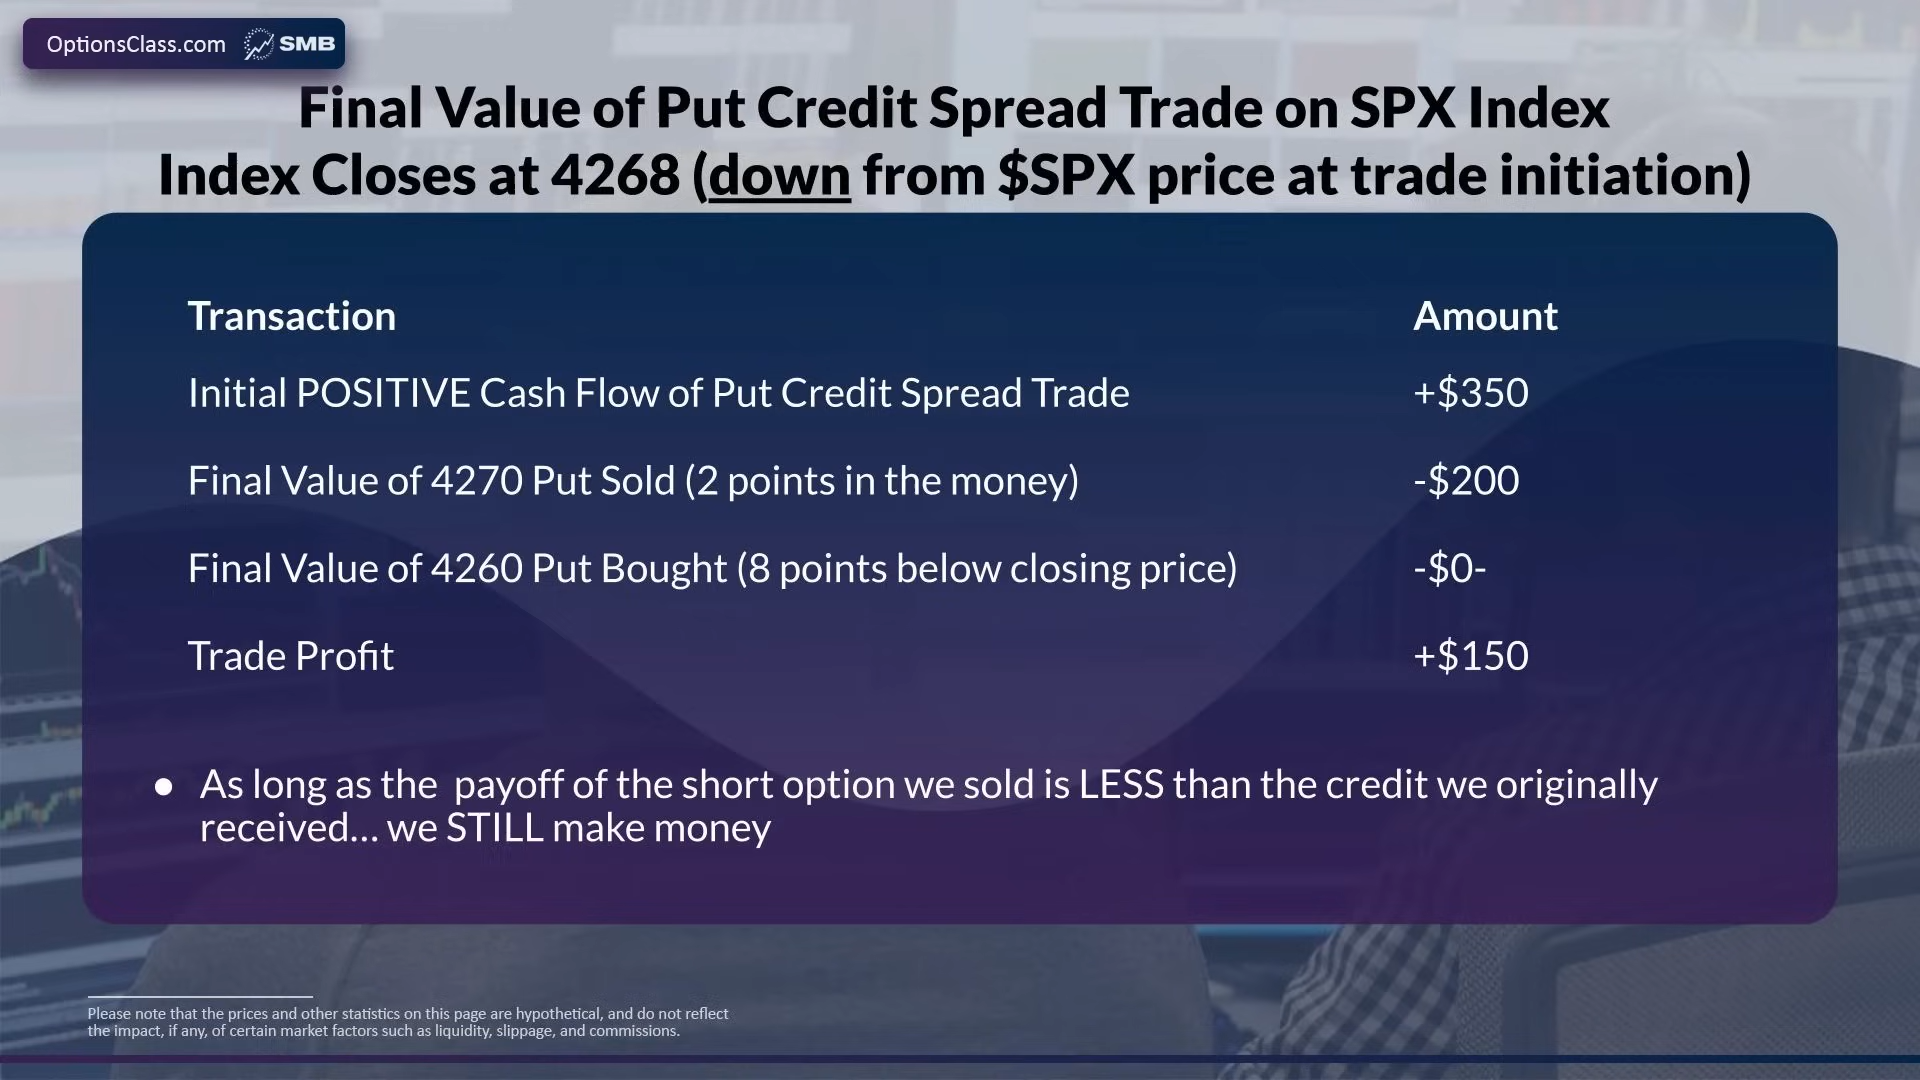 OptionsClass.com SMB
Final Value of Put Credit Spread Trade on SPX Index
Index Closes at 4268 (down from $SPX price at trade initiation)
Transaction Amount
Initial POSITIVE Cash Flow of Put Credit Spread Trade +$350
Final Value of 4270 Put Sold (2 points in the money) -$200
Final Value of 4260 Put Bought (8 points below closing price) -$0-
Trade Profit +$150
● As long as the payoff of the short option we sold is LESS than the credit we originally
received... we STILL make money
Please note that the prices and other statistics on this page are hypothetical, and do not reflect
the impact, if any, of certain market factors such as liquidity, slippage, and commissions.